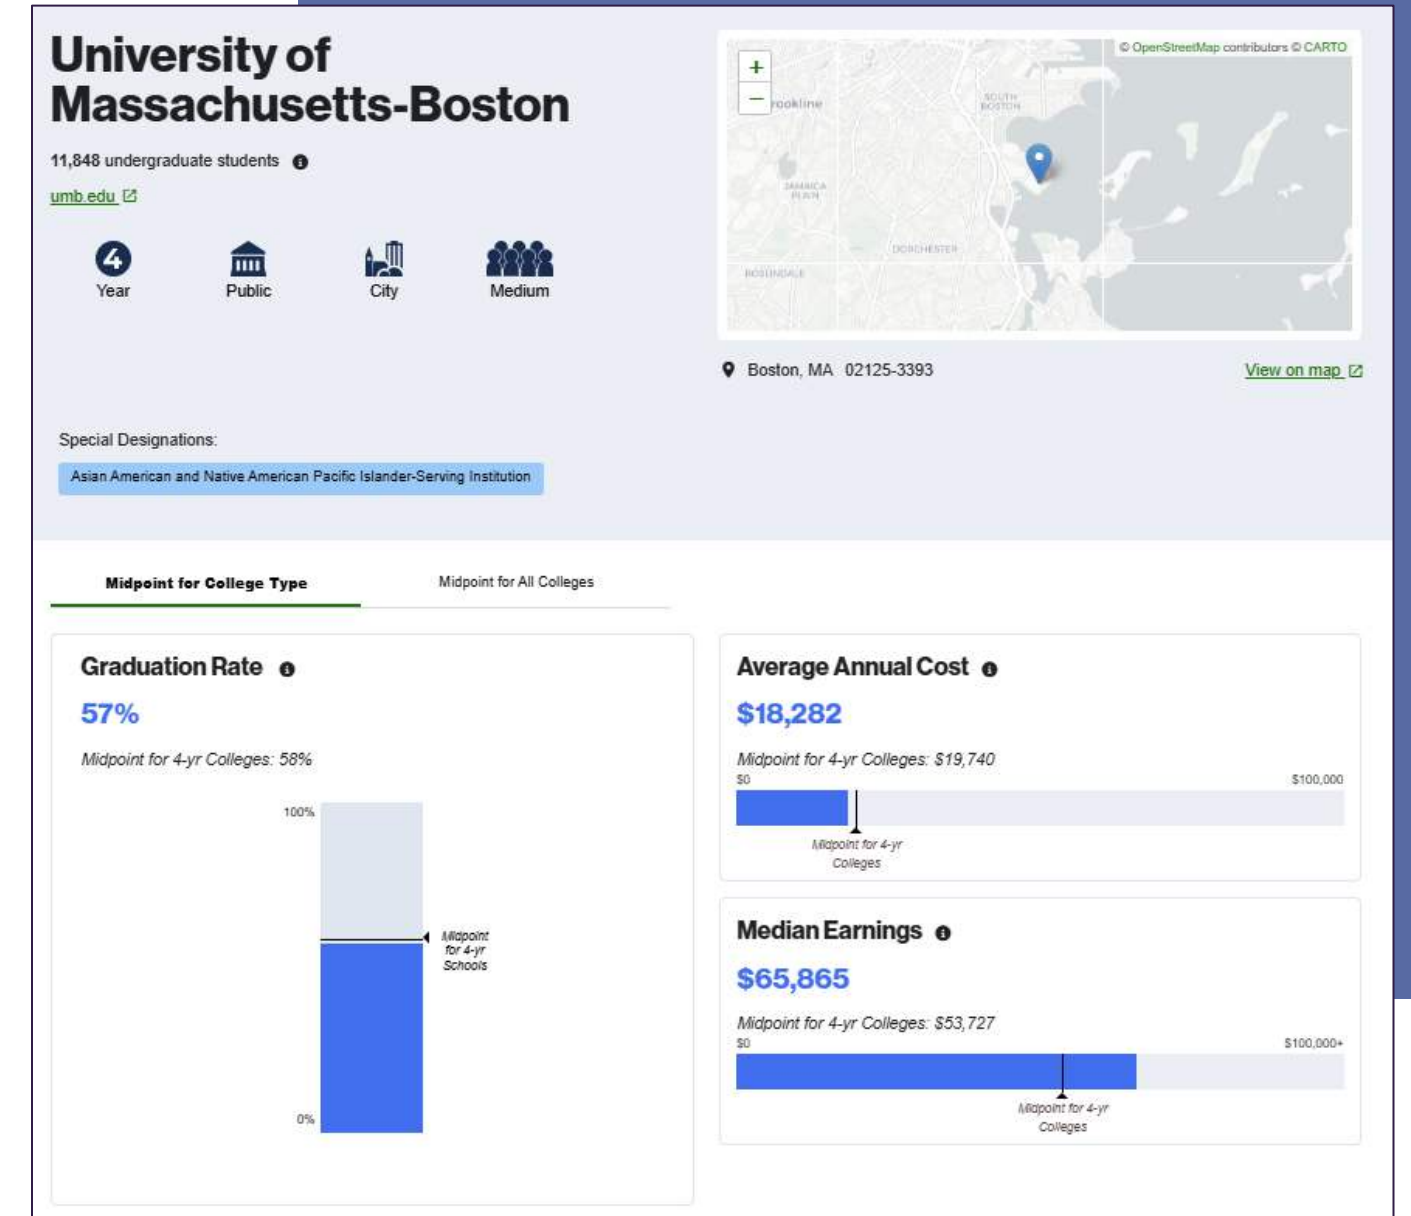 University of
Massachusetts-Boston
11,848 undergraduate students
umb.edu
4
Year
Public
City
Medium
Special Designations:
Asian American and Native American Pacific Islander-Serving Institution
+
−
© OpenStreetMap contributors © CARTO
rookline
SOUTH
BOSTON
JAMAICA
PLAIN
DORCHESTER
ROSLINDALE
Boston, MA 02125-3393
View on map
Midpoint for College Type
Midpoint for All Colleges
Graduation Rate
57%
Midpoint for 4-yr Colleges: 58%
100%
Midpoint
for 4-yr
Schools
0%
Average Annual Cost
$18,282
Midpoint for 4-yr Colleges: $19,740
$0
$100,000
Midpoint for 4-yr
Colleges
Median Earnings
$65,865
Midpoint for 4-yr Colleges: $53,727
$0
$100,000+
Midpoint for 4-yr
Colleges